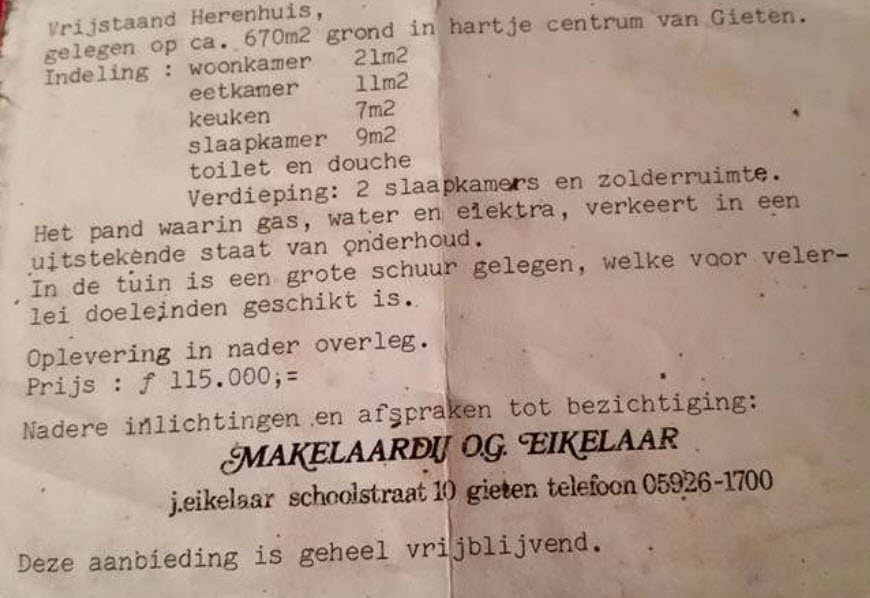 Vrijstaand Herenhuis,
gelegen op ca. 670m2 grond in hartje centrum van Gieten.
Indeling : woonkamer 21m2
eetkamer 11m2
keuken 7m2
slaapkamer 9m2
toilet en douche
Verdieping: 2 slaapkamers en zolderruimte.
Het pand waarin gas, water en elektra, verkeert in een
uitstekende staat van onderhoud.
In de tuin is een grote schuur gelegen, welke voor veler-
lei doeleinden geschikt is.
Oplevering in nader overleg.
Prijs : ƒ 115.000;=
Nadere inlichtingen en afspraken tot bezichtiging:
MAKELAARDIJ O.G. EIKELAAR
j.eikelaar schoolstraat 10 gieten telefoon 05926-1700
Deze aanbieding is geheel vrijblijvend.